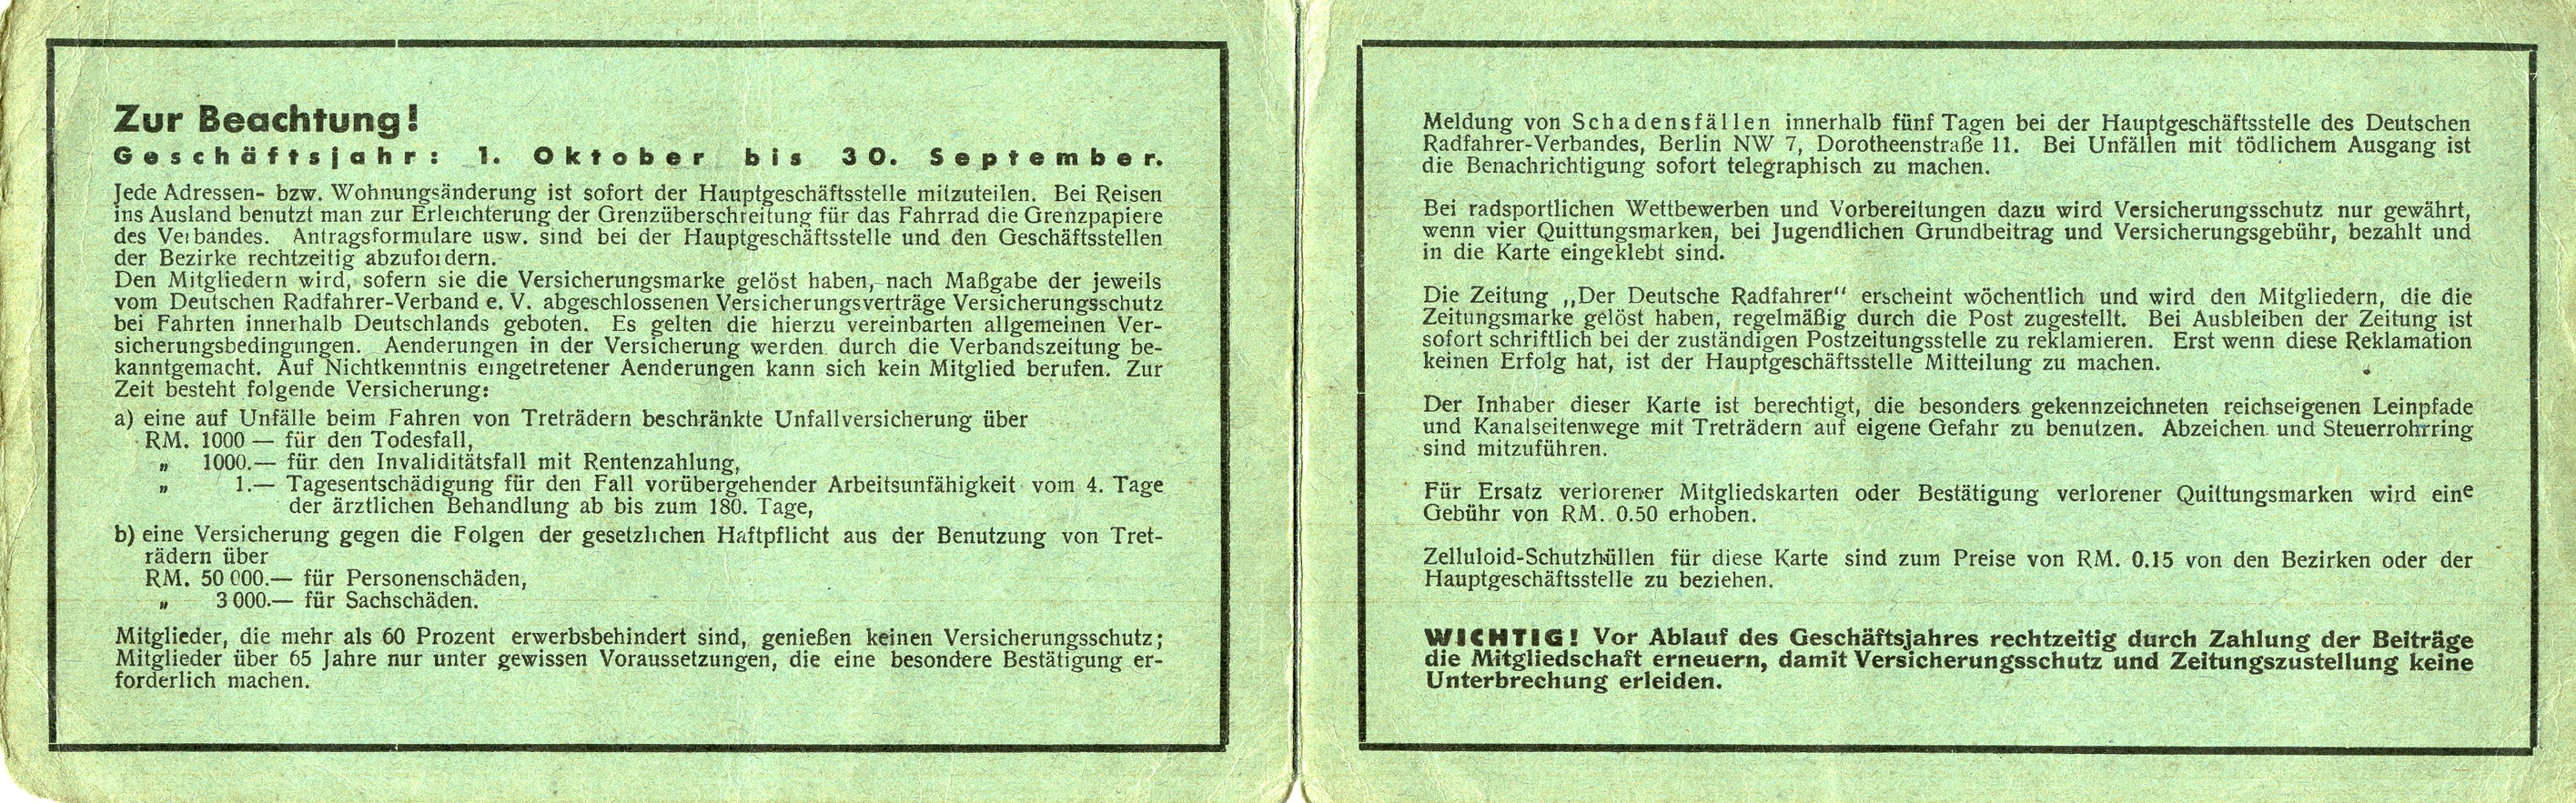 Zur Beachtung!
Geschäftsjahr: 1. Oktober bis 30. September.
Jede Adressen- bzw. Wohnungsänderung ist sofort der Hauptgeschäftsstelle mitzuteilen. Bei Reisen
ins Ausland benutzt man zur Erleichterung der Grenzüberschreitung für das Fahrrad die Grenzpapiere
des Verbandes. Antragsformulare usw. sind bei der Hauptgeschäftsstelle und den Geschäftsstellen
der Bezirke rechtzeitig abzufordern.
Den Mitgliedern wird, sofern sie die Versicherungsmarke gelöst haben, nach Maßgabe der jeweils
vom Deutschen Radfahrer-Verband e. V. abgeschlossenen Versicherungsverträge Versicherungsschutz
bei Fahrten innerhalb Deutschlands geboten. Es gelten die hierzu vereinbarten allgemeinen Ver-
sicherungsbedingungen. Aenderungen in der Versicherung werden durch die Verbandszeitung be-
kanntgemacht. Auf Nichtkenntnis eingetretener Aenderungen kann sich kein Mitglied berufen. Zur
Zeit besteht folgende Versicherung:
a) eine auf Unfälle beim Fahren von Treträdern beschränkte Unfallversicherung über
RM. 1000 — für den Todesfall,
„ 1000.— für den Invaliditätsfall mit Rentenzahlung,
„ 1.— Tagesentschädigung für den Fall vorübergehender Arbeitsunfähigkeit vom 4. Tage
der ärztlichen Behandlung ab bis zum 180. Tage,
b) eine Versicherung gegen die Folgen der gesetzlichen Haftpflicht aus der Benutzung von Tret-
rädern über
RM. 50 000.— für Personenschäden,
„ 3 000.— für Sachschäden.
Mitglieder, die mehr als 60 Prozent erwerbsbehindert sind, genießen keinen Versicherungsschutz;
Mitglieder über 65 Jahre nur unter gewissen Voraussetzungen, die eine besondere Bestätigung er-
forderlich machen.
Meldung von Schadensfällen innerhalb fünf Tagen bei der Hauptgeschäftsstelle des Deutschen
Radfahrer-Verbandes, Berlin NW 7, Dorotheenstraße 11. Bei Unfällen mit tödlichem Ausgang ist
die Benachrichtigung sofort telegraphisch zu machen.
Bei radsportlichen Wettbewerben und Vorbereitungen dazu wird Versicherungsschutz nur gewährt,
wenn vier Quittungsmarken, bei Jugendlichen Grundbeitrag und Versicherungsgebühr, bezahlt und
in die Karte eingeklebt sind.
Die Zeitung „Der Deutsche Radfahrer“ erscheint wöchentlich und wird den Mitgliedern, die die
Zeitungsmarke gelöst haben, regelmäßig durch die Post zugestellt. Bei Ausbleiben der Zeitung ist
sofort schriftlich bei der zuständigen Postzeitungsstelle zu reklamieren. Erst wenn diese Reklamation
keinen Erfolg hat, ist der Hauptgeschäftsstelle Mitteilung zu machen.
Der Inhaber dieser Karte ist berechtigt, die besonders gekennzeichneten reichseigenen Leinpfade
und Kanalseitenwege mit Treträdern auf eigene Gefahr zu benutzen. Abzeichen und Steuerrohrring
sind mitzuführen.
Für Ersatz verlorener Mitgliedskarten oder Bestätigung verlorener Quittungsmarken wird eine
Gebühr von RM. 0.50 erhoben.
Zelluloid-Schutzhüllen für diese Karte sind zum Preise von RM. 0.15 von den Bezirken oder der
Hauptgeschäftsstelle zu beziehen.
WICHTIG! Vor Ablauf des Geschäftsjahres rechtzeitig durch Zahlung der Beiträge
die Mitgliedschaft erneuern, damit Versicherungsschutz und Zeitungszustellung keine
Unterbrechung erleiden.